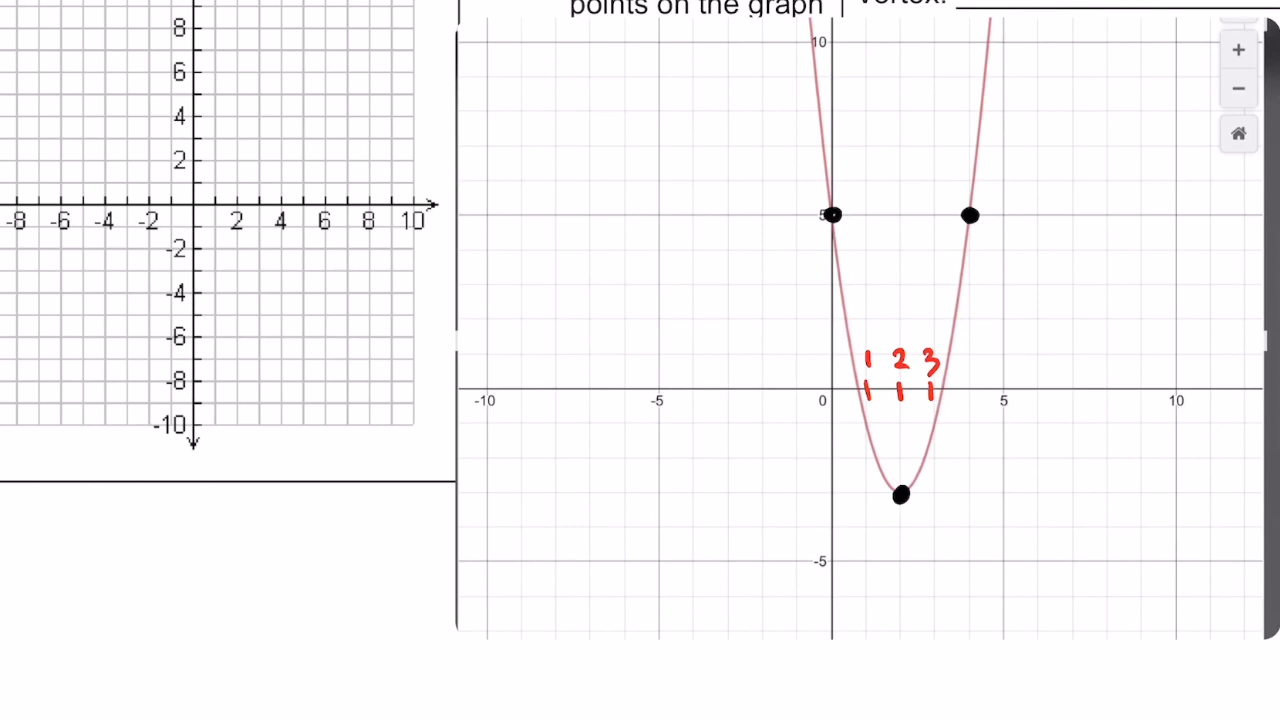 points on the graph
vertex:
8
6
4
2
-8 -6 -4 -2 2 4 6 8 10
-2
-4
-6
-8
-10
10
5
1 2 3
-10 -5 0 5 10
-5
+
−